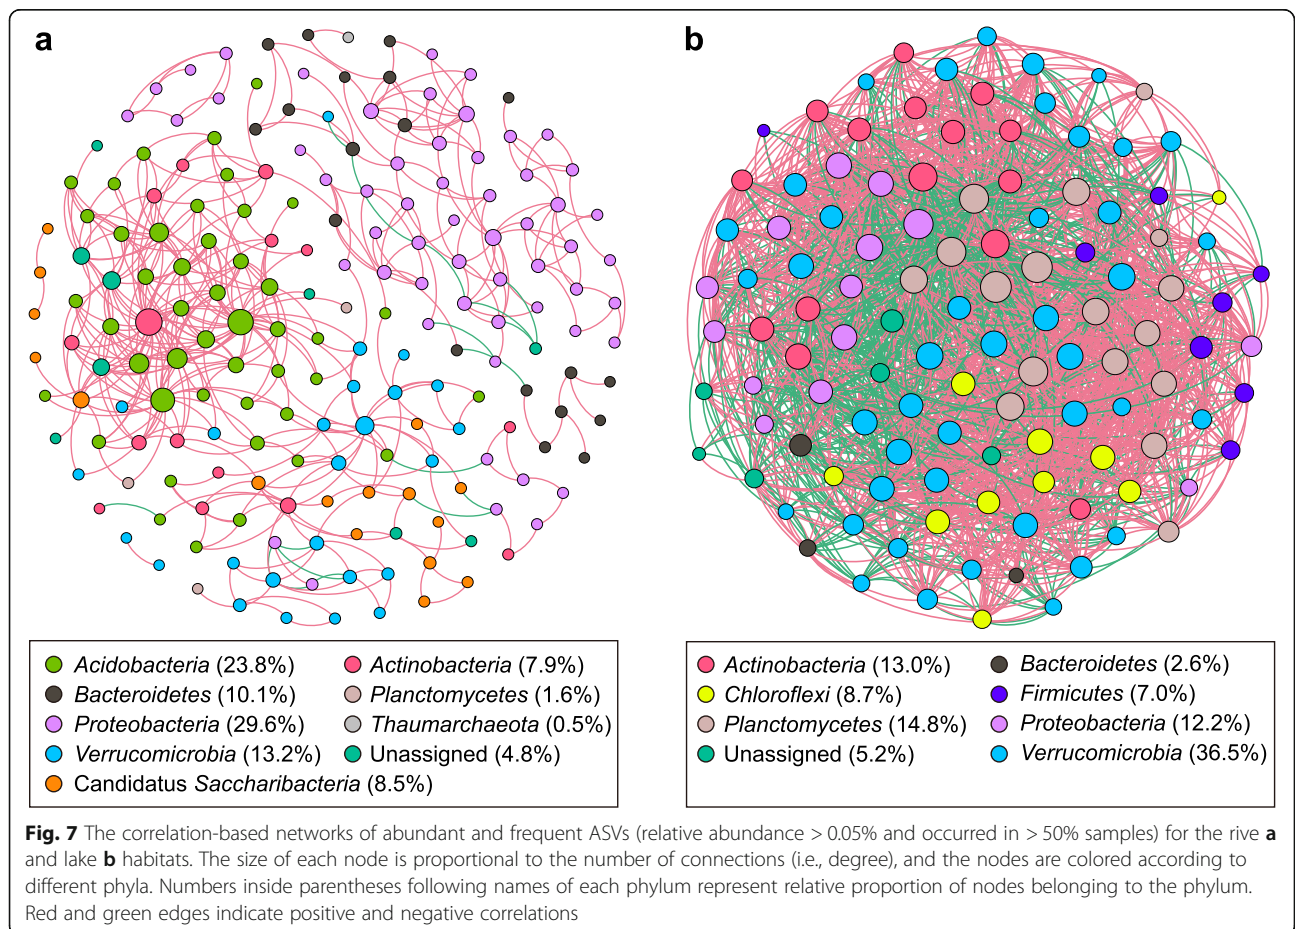 a
b
Acidobacteria (23.8%)
Actinobacteria (7.9%)
Bacteroidetes (10.1%)
Planctomycetes (1.6%)
Proteobacteria (29.6%)
Thaumarchaeota (0.5%)
Verrucomicrobia (13.2%)
Unassigned (4.8%)
Candidatus Saccharibacteria (8.5%)
Actinobacteria (13.0%)
Bacteroidetes (2.6%)
Chloroflexi (8.7%)
Firmicutes (7.0%)
Planctomycetes (14.8%)
Proteobacteria (12.2%)
Unassigned (5.2%)
Verrucomicrobia (36.5%)
Fig. 7 The correlation-based networks of abundant and frequent ASVs (relative abundance > 0.05% and occurred in > 50% samples) for the rive a
and lake b habitats. The size of each node is proportional to the number of connections (i.e., degree), and the nodes are colored according to
different phyla. Numbers inside parentheses following names of each phylum represent relative proportion of nodes belonging to the phylum.
Red and green edges indicate positive and negative correlations